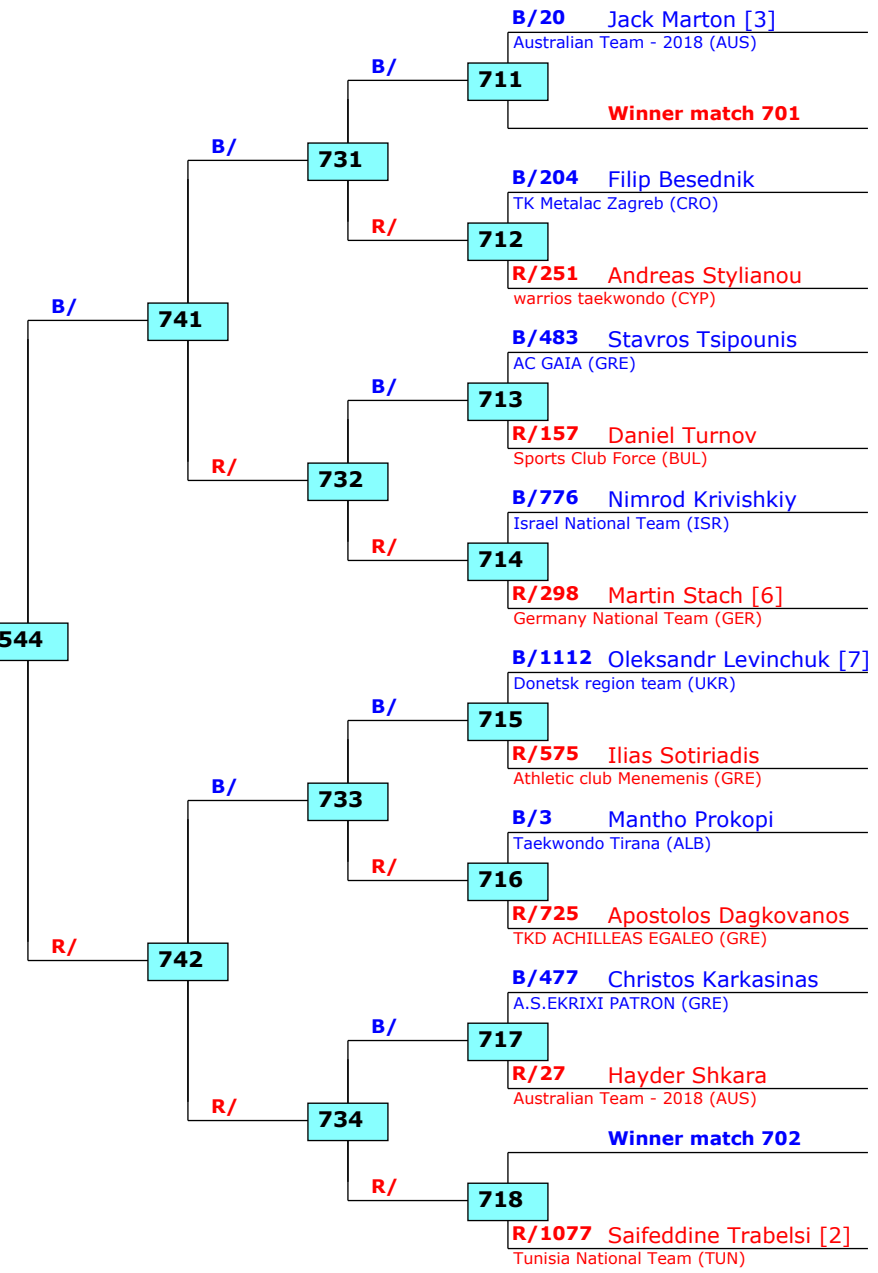 B/20 Jack Marton [3]
Australian Team - 2018 (AUS)
B/
711
Winner match 701
B/
731
B/204 Filip Besednik
TK Metalac Zagreb (CRO)
R/
712
R/251 Andreas Stylianou
warrios taekwondo (CYP)
B/
741
B/483 Stavros Tsipounis
AC GAIA (GRE)
B/
713
R/157 Daniel Turnov
Sports Club Force (BUL)
R/
732
B/776 Nimrod Krivishkiy
Israel National Team (ISR)
R/
714
R/298 Martin Stach [6]
Germany National Team (GER)
544
B/1112 Oleksandr Levinchuk [7]
Donetsk region team (UKR)
B/
715
R/575 Ilias Sotiriadis
Athletic club Menemenis (GRE)
B/
733
B/3 Mantho Prokopi
Taekwondo Tirana (ALB)
R/
716
R/725 Apostolos Dagkovanos
TKD ACHILLEAS EGALEO (GRE)
R/
742
B/477 Christos Karkasinas
A.S.EKRIXI PATRON (GRE)
B/
717
R/27 Hayder Shkara
Australian Team - 2018 (AUS)
R/
734
Winner match 702
R/
718
R/1077 Saifeddine Trabelsi [2]
Tunisia National Team (TUN)